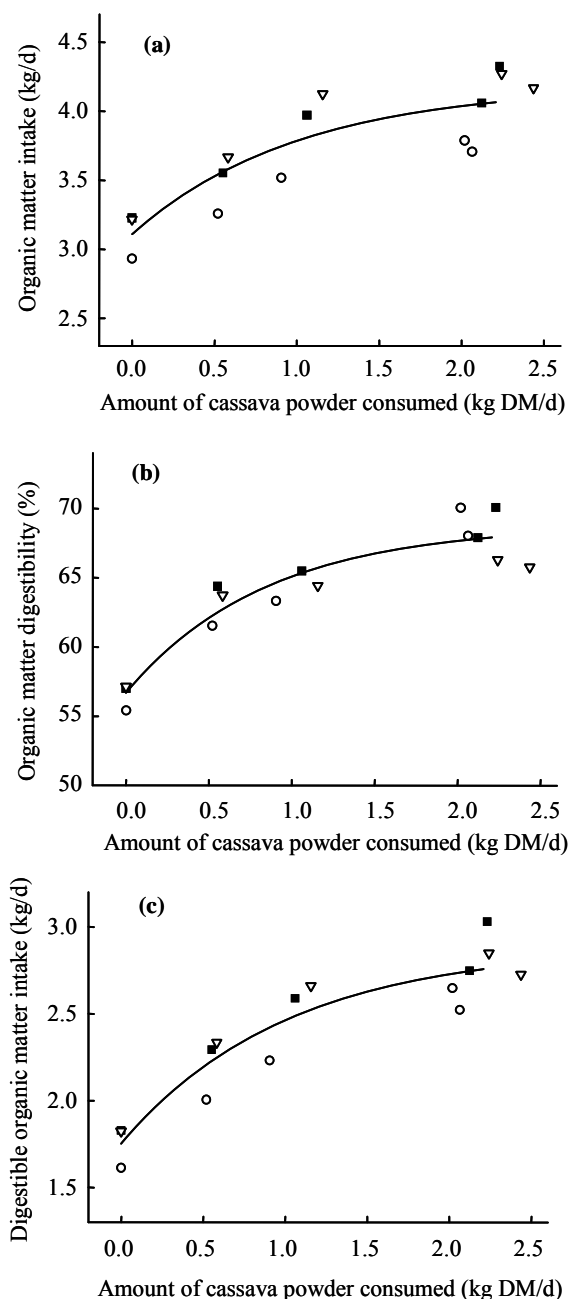 (a)
Organic matter intake (kg/d)
4.5
4.0
3.5
3.0
2.5
0.0 0.5 1.0 1.5 2.0 2.5
Amount of cassava powder consumed (kg DM/d)
(b)
Organic matter digestibility (%)
70
65
60
55
50
0.0 0.5 1.0 1.5 2.0 2.5
Amount of cassava powder consumed (kg DM/d)
(c)
Digestible organic matter intake (kg/d)
3.0
2.5
2.0
1.5
0.0 0.5 1.0 1.5 2.0 2.5
Amount of cassava powder consumed (kg DM/d)